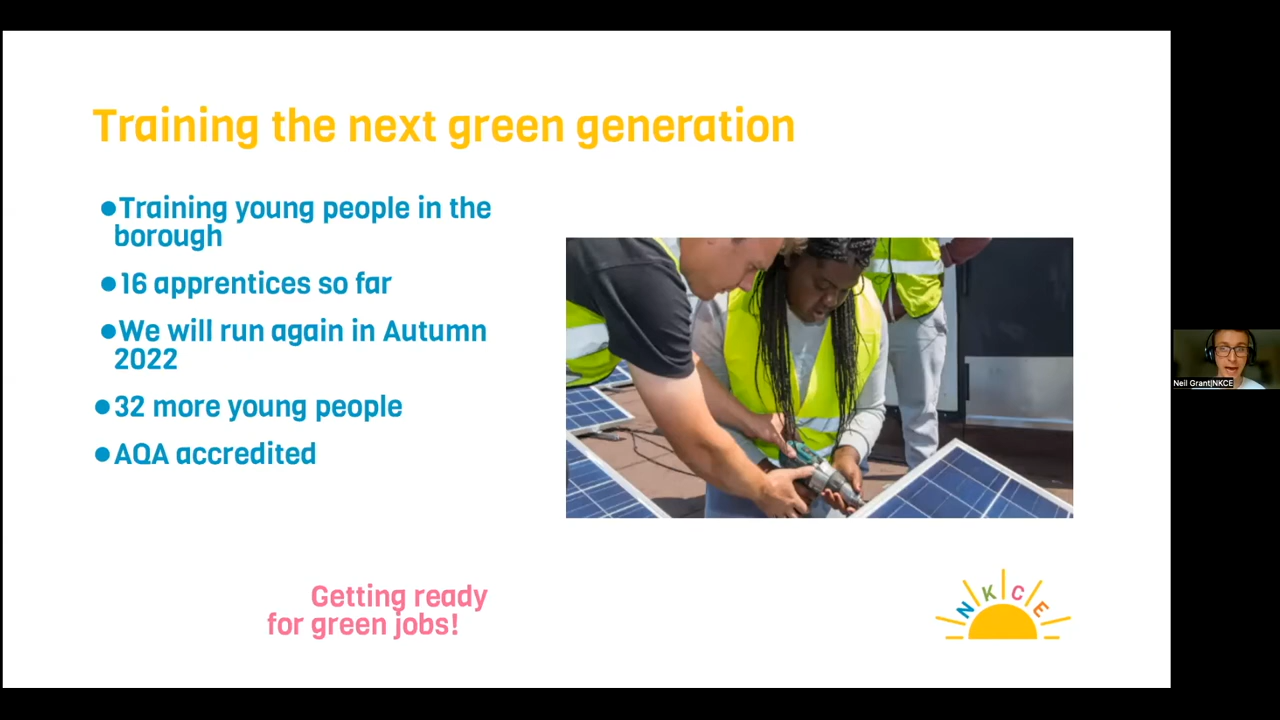 Training the next green generation
●Training young people in the
borough
●16 apprentices so far
●We will run again in Autumn
2022
●32 more young people
●AQA accredited
Getting ready
for green jobs!
NKCE
Neil Grant|NKCE